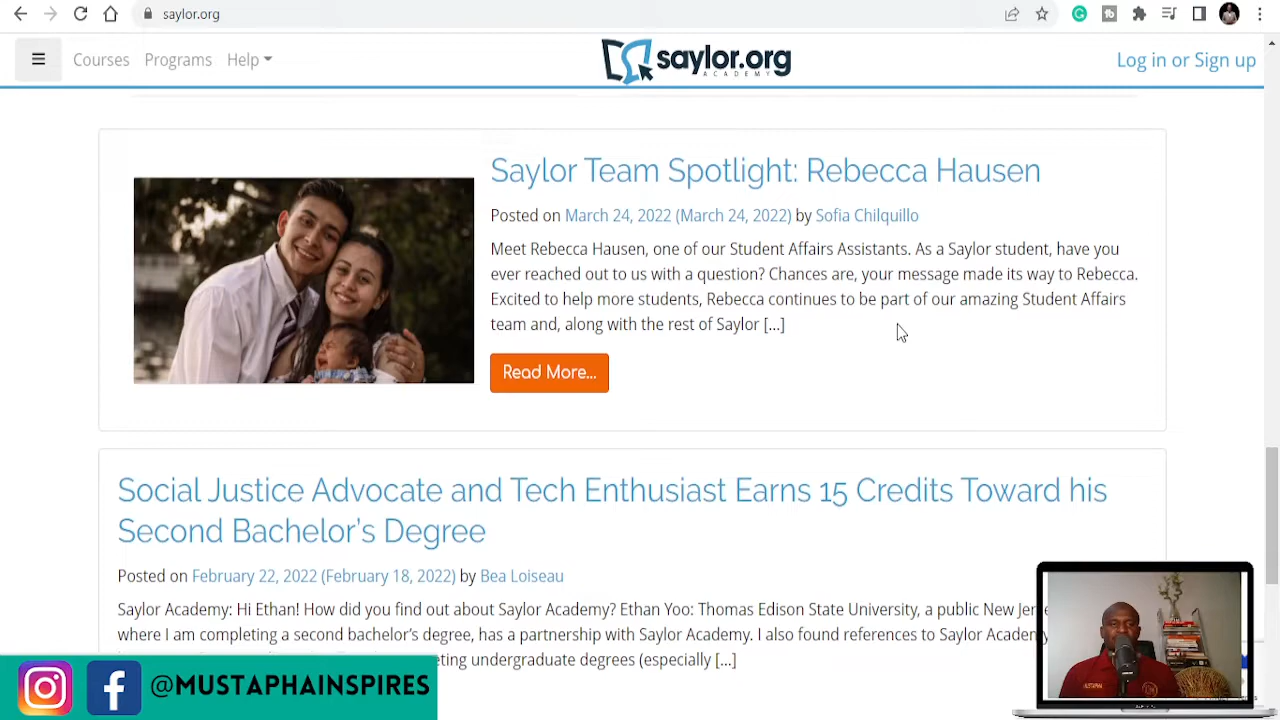 saylor.org
Courses Programs Help
saylor.org
ACADEMY
Log in or Sign up
Saylor Team Spotlight: Rebecca Hausen
Posted on March 24, 2022 (March 24, 2022) by Sofia Chilquillo
Meet Rebecca Hausen, one of our Student Affairs Assistants. As a Saylor student, have you
ever reached out to us with a question? Chances are, your message made its way to Rebecca.
Excited to help more students, Rebecca continues to be part of our amazing Student Affairs
team and, along with the rest of Saylor [...]
Read More...
Social Justice Advocate and Tech Enthusiast Earns 15 Credits Toward his
Second Bachelor's Degree
Posted on February 22, 2022 (February 18, 2022) by Bea Loiseau
Saylor Academy: Hi Ethan! How did you find out about Saylor Academy? Ethan Yoo: Thomas Edison State University, a public New
where I am completing a second bachelor's degree, has a partnership with Saylor Academy. I also found references to Saylor
undergraduate degrees (especially [...]
@MUSTAPHAINSPIRES